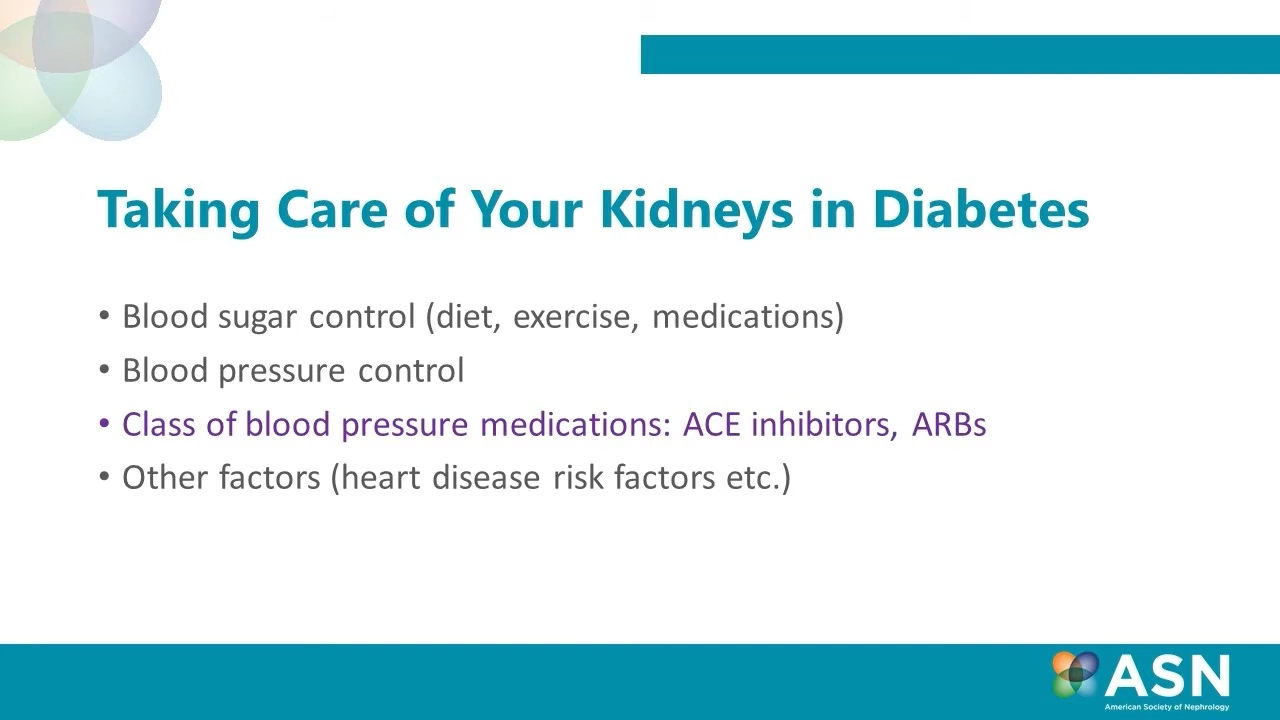 Taking Care of Your Kidneys in Diabetes
• Blood sugar control (diet, exercise, medications)
• Blood pressure control
• Class of blood pressure medications: ACE inhibitors, ARBs
• Other factors (heart disease risk factors etc.)
ASN
American Society of Nephrology